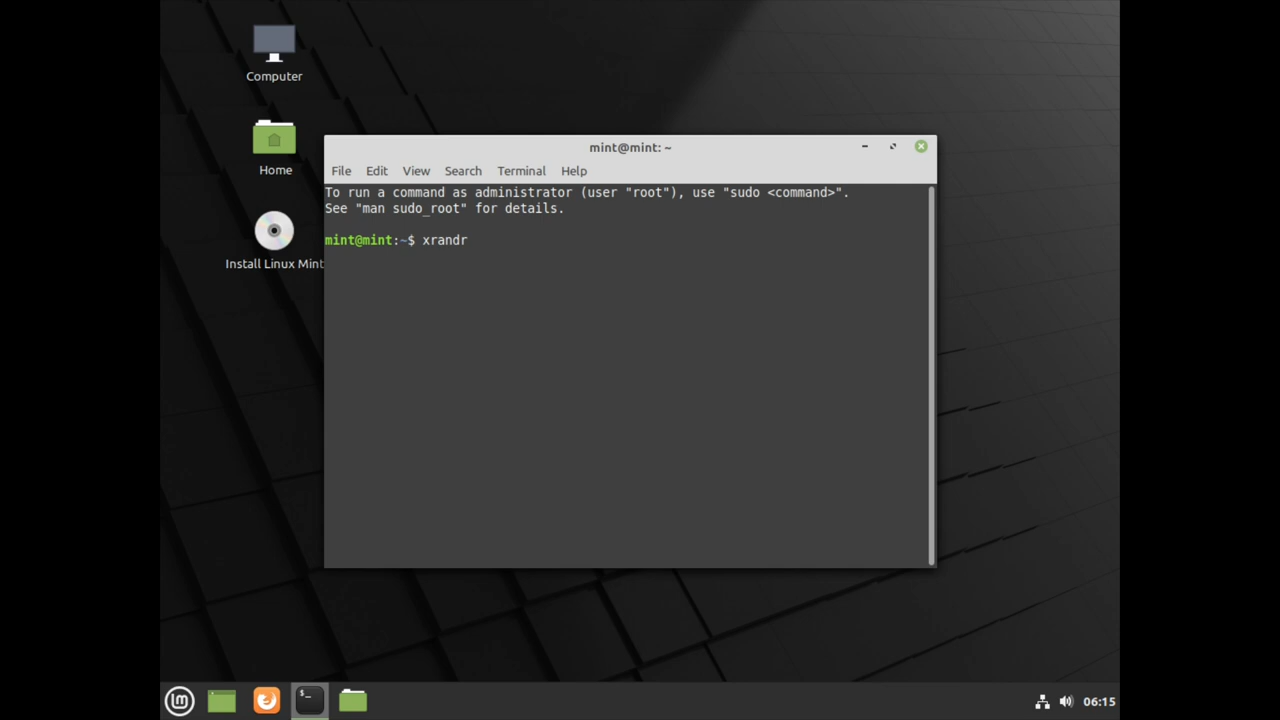 Computer
Home
Install Linux Mint
mint@mint: ~
File Edit View Search Terminal Help
To run a command as administrator (user "root"), use "sudo <command>".
See "man sudo_root" for details.
mint@mint:~$ xrandr
$_
06:15